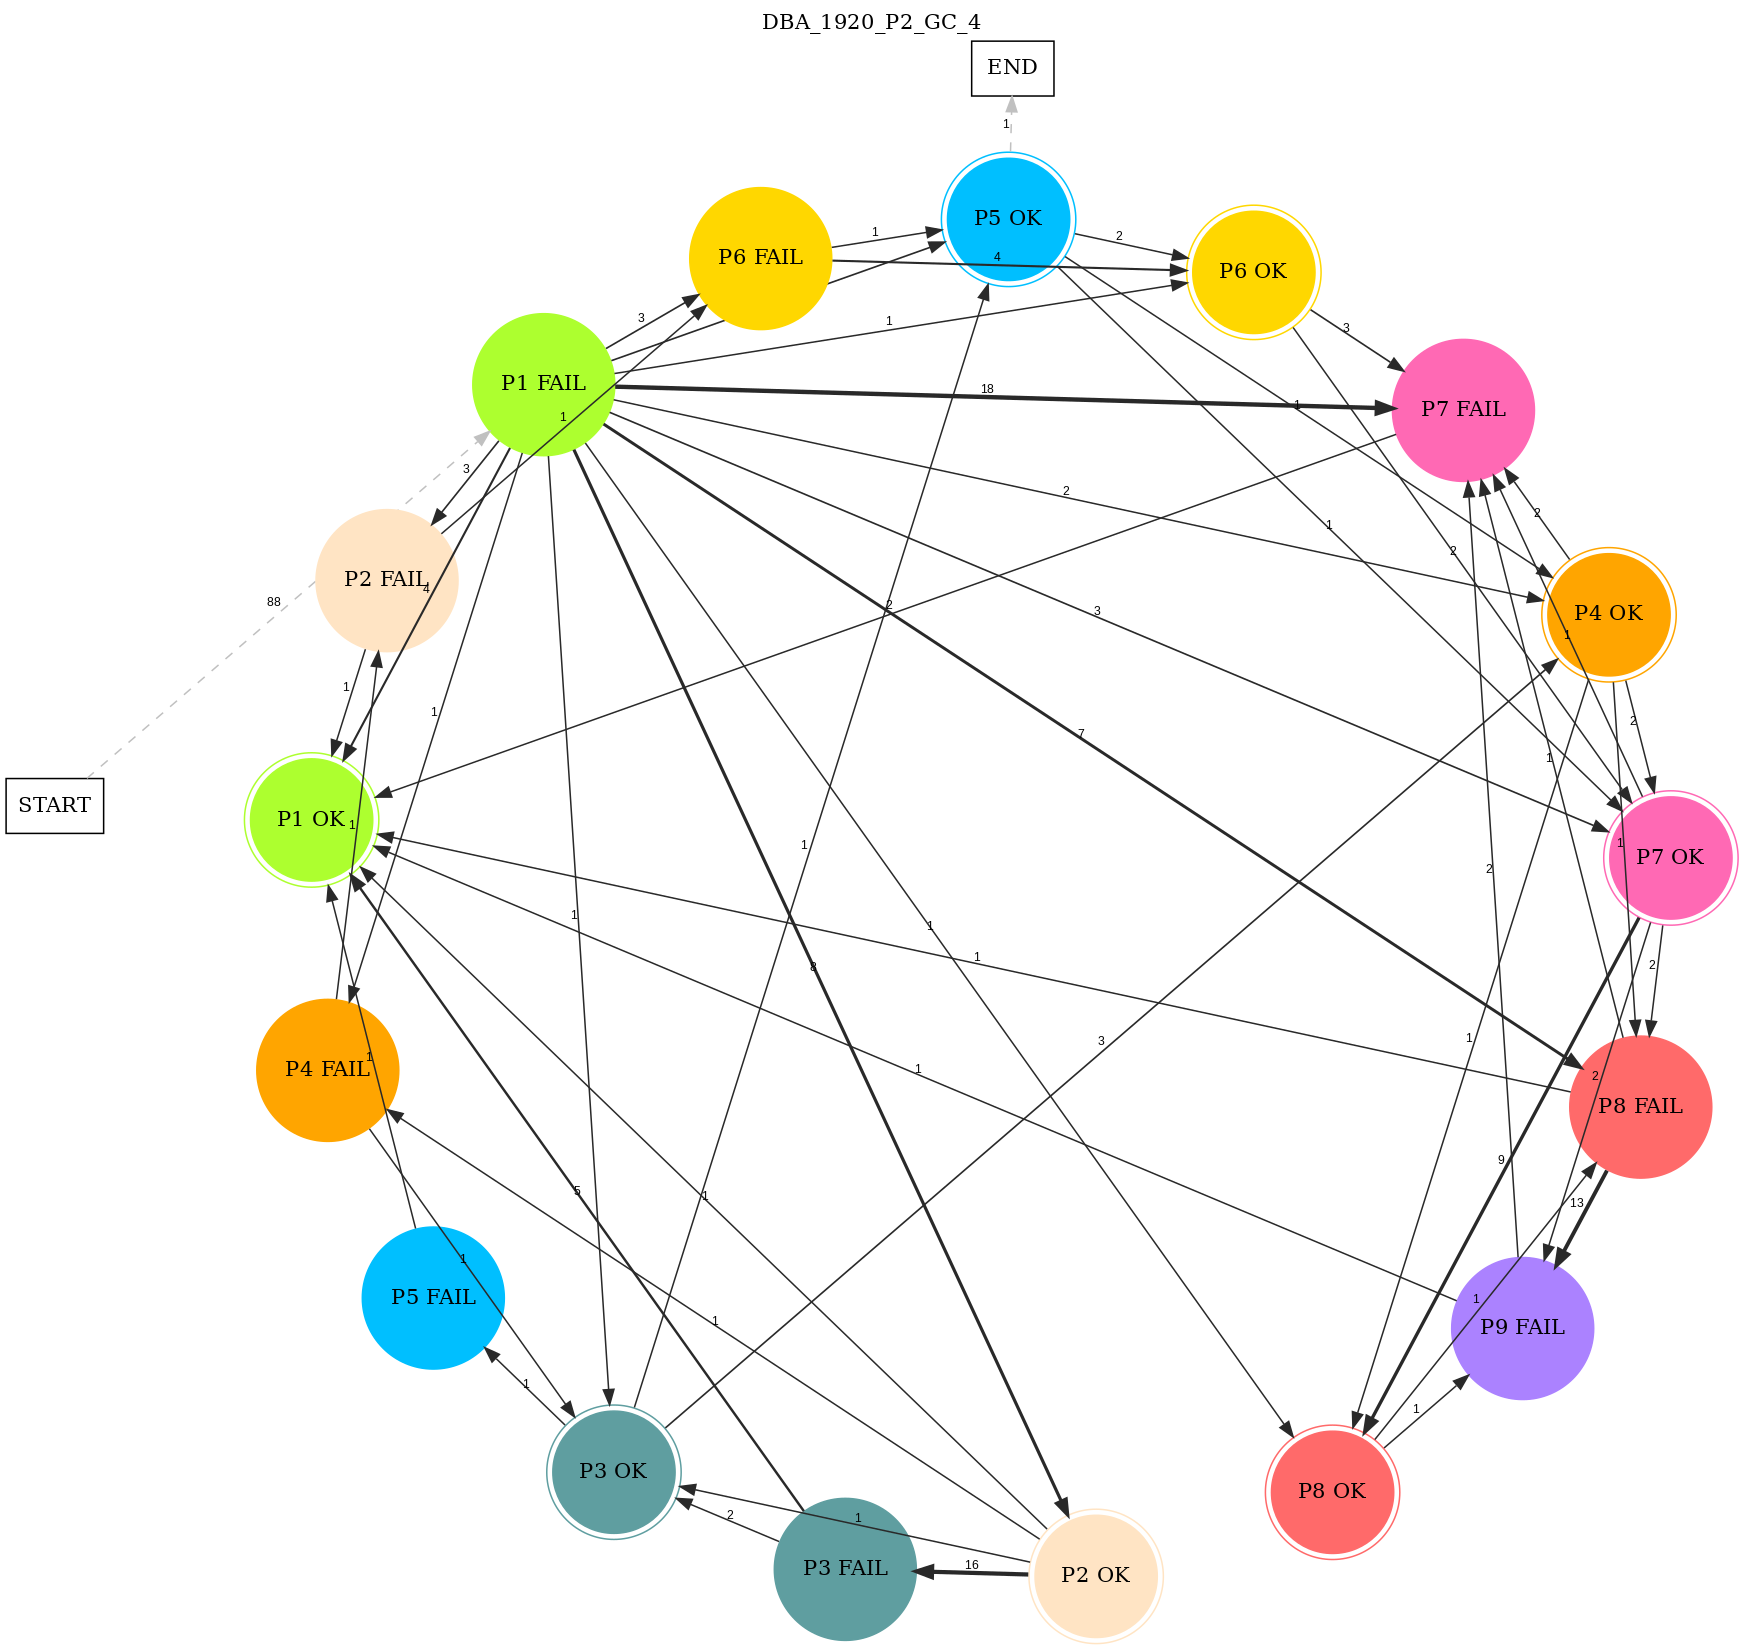 DBA_1920_P2_GC_4
END
1
P5 OK
P6 FAIL
1
2
P6 OK
4
3
1
3
P1 FAIL
18
P7 FAIL
1
1
3
2
2
1
2
P2 FAIL
4
88
2
3
1
P4 OK
1
1
2
7
1
START
P1 OK
1
1
1
P7 OK
1
1
1
2
8
1
1
3
P4 FAIL
1
2
P8 FAIL
9
5
1
13
1
P5 FAIL
1
1
P9 FAIL
1
1
1
P3 OK
P8 OK
2
1
P3 FAIL
16
P2 OK